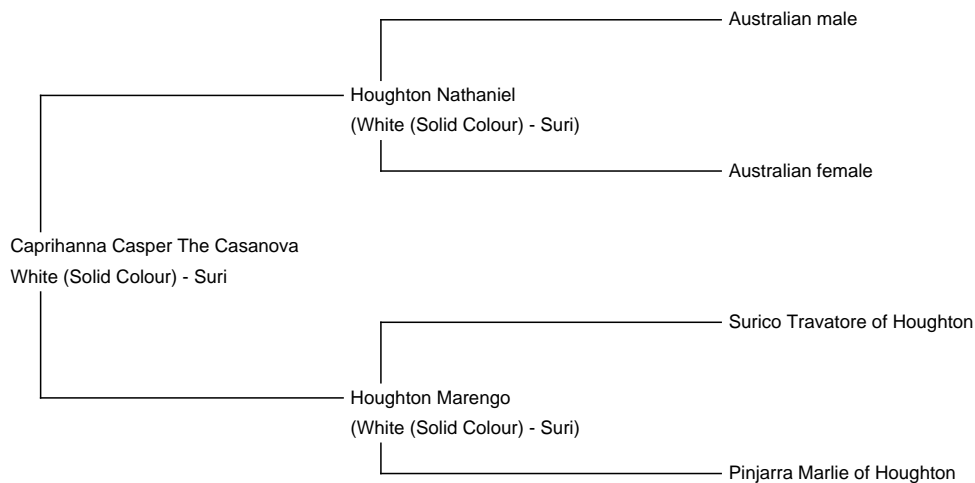 Australian male
Houghton Nathaniel
(White (Solid Colour) - Suri)
Australian female
Caprihanna Casper The Casanova
White (Solid Colour) - Suri
Surico Travatore of Houghton
Houghton Marengo
(White (Solid Colour) - Suri)
Pinjarra Marlie of Houghton